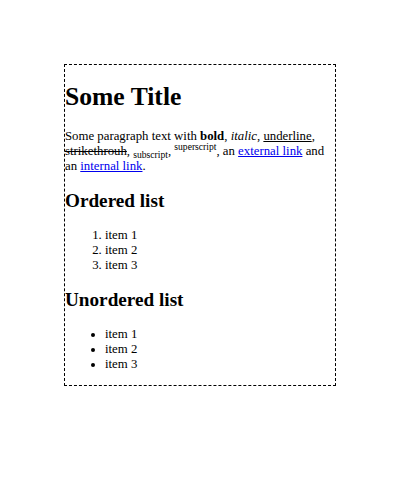 Some Title
Some paragraph text with bold, italic, underline,
strikethrouh, subscript, superscript, an external link and
an internal link.
Ordered list
1. item 1
2. item 2
3. item 3
Unordered list
• item 1
• item 2
• item 3